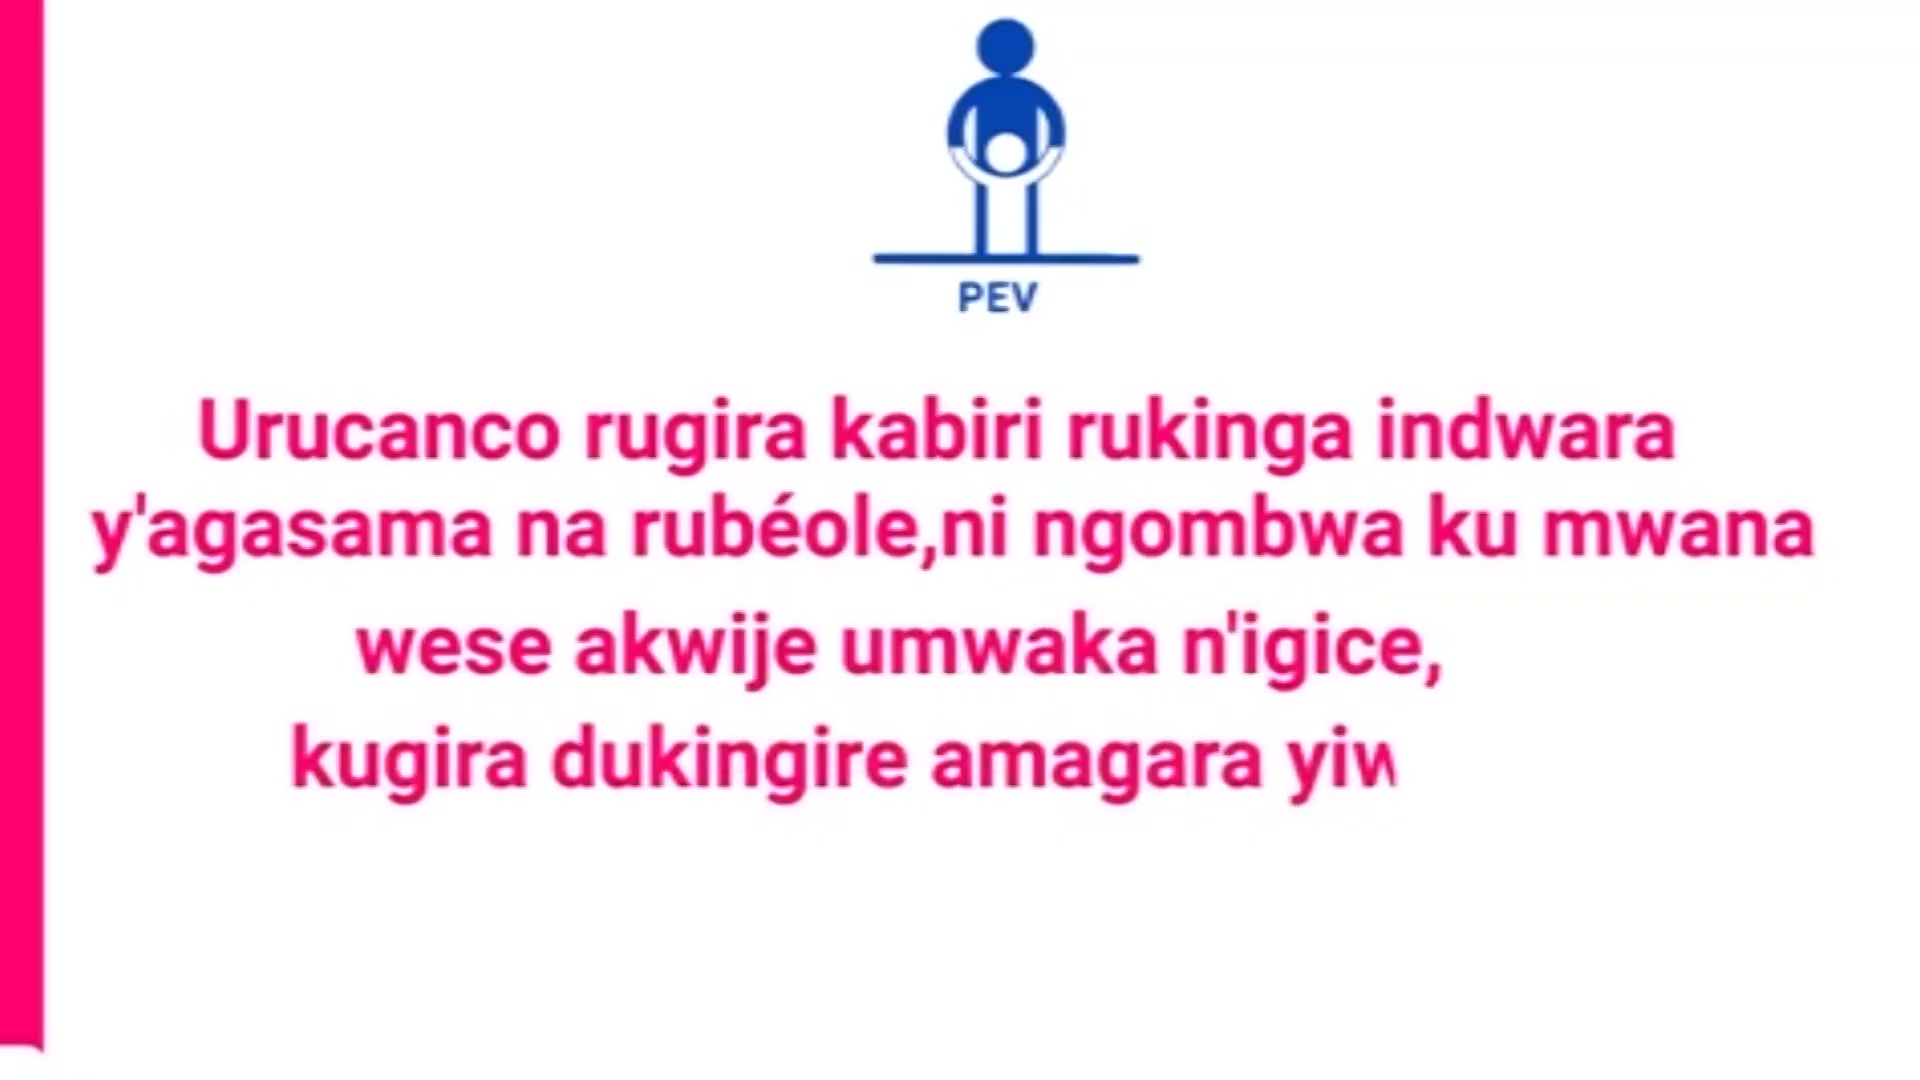 PEV
Urucanco rugira kabiri rukinga indwara
y'agasama na rubéole,ni ngombwa ku mwana
wese akwije umwaka n'igice,
kugira dukingire amagara